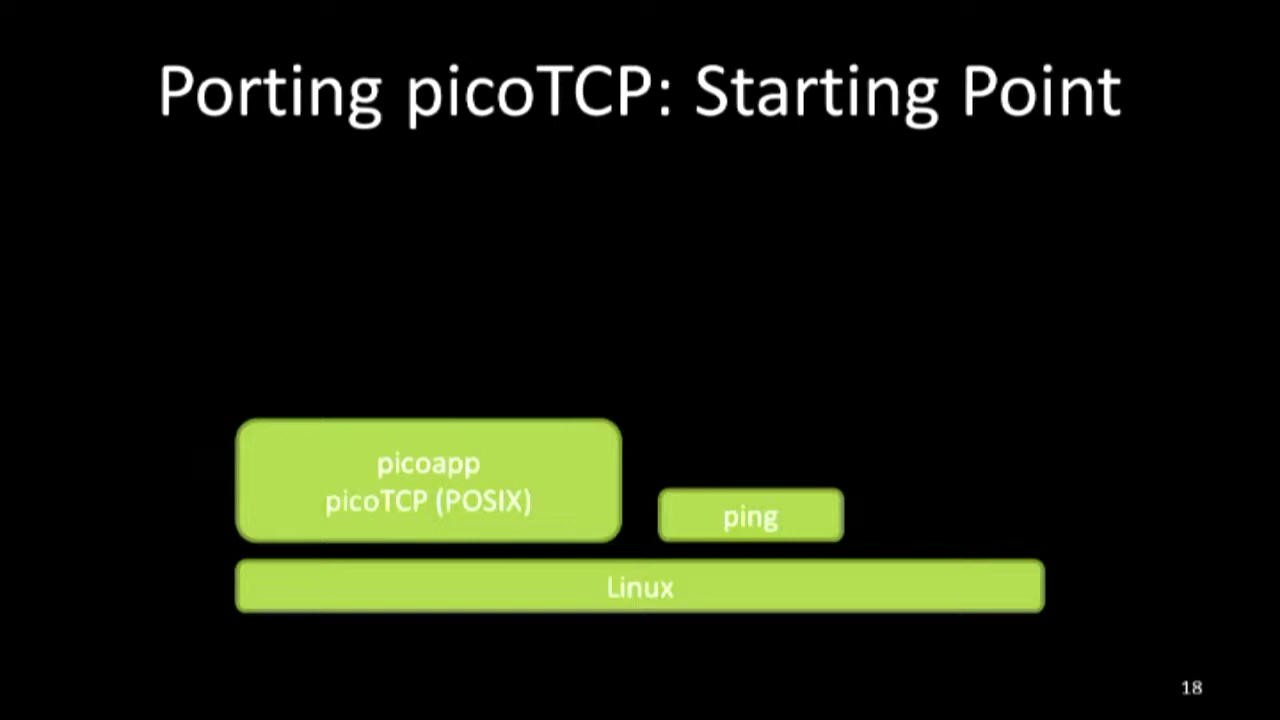 Porting picoTCP: Starting Point
picoapp
picoTCP (POSIX)
ping
Linux
18